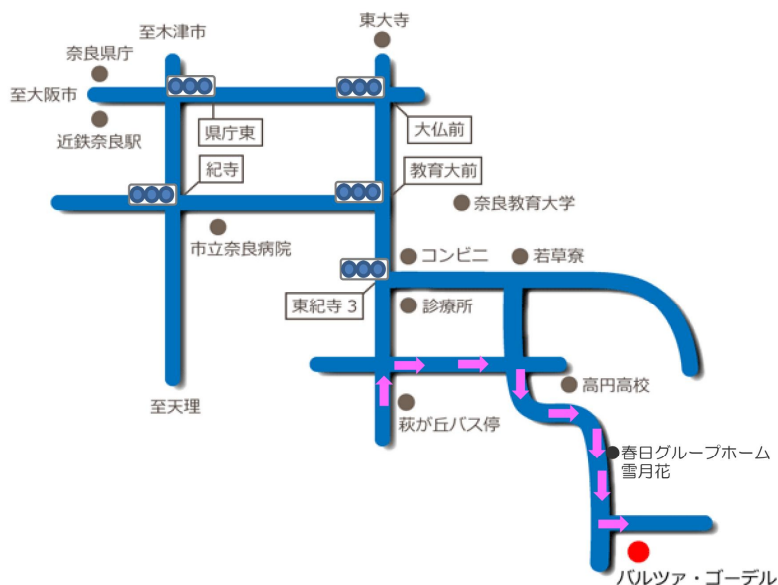 至木津市
東大寺
奈良県庁
至大阪市
近鉄奈良駅
県庁東
大仏前
紀寺
教育大前
奈良教育大学
市立奈良病院
コンビニ
若草寮
東紀寺 3
診療所
高円高校
至天理
萩が丘バス停
春日グループホーム
雪月花
バルツァ・ゴーデル